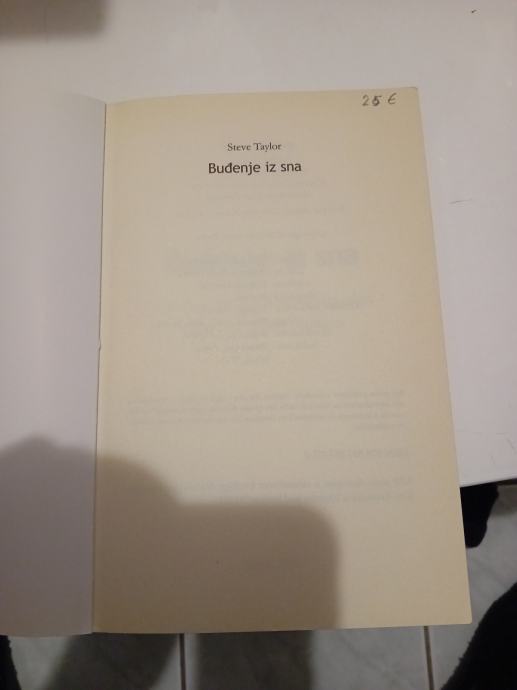 25 €
Steve Taylor
Buđenje iz sna